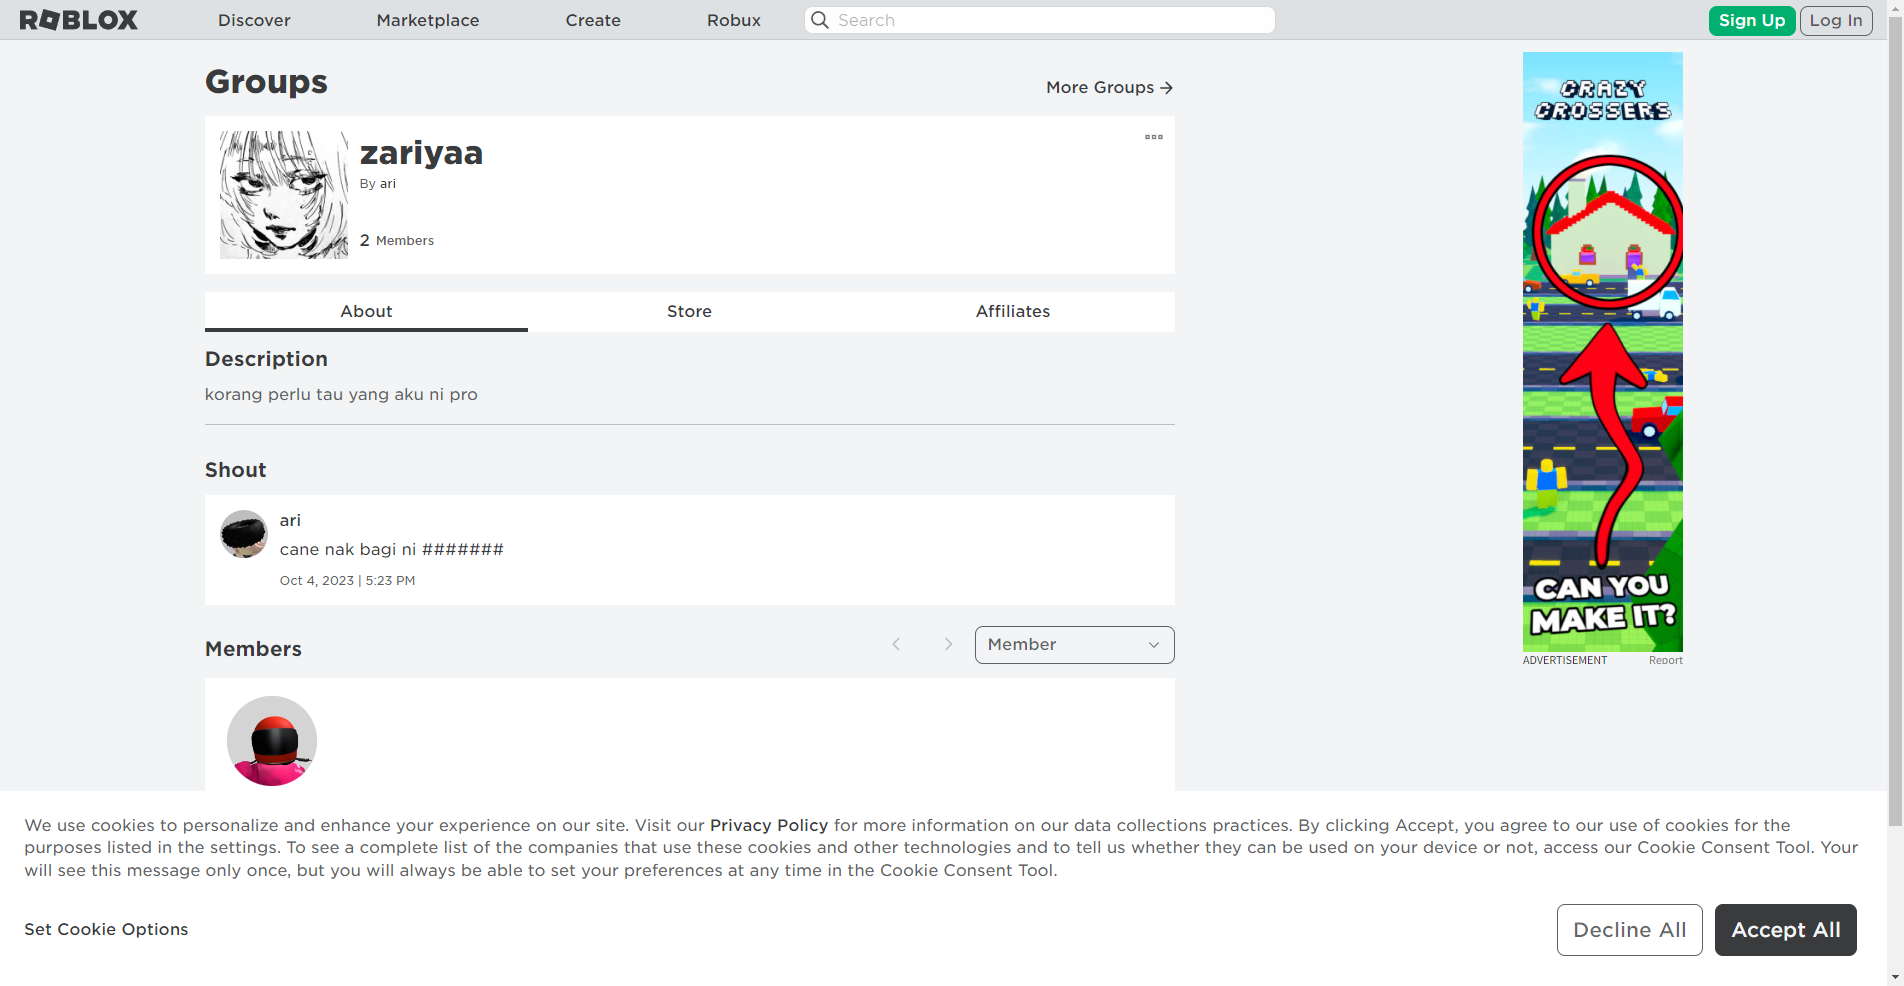 ROBLOX
Discover
Marketplace
Create
Robux
Search
Sign Up
Log In
Groups
More Groups
zariyaa
By ari
2 Members
About
Store
Affiliates
Description
korang perlu tau yang aku ni pro
Shout
ari
cane nak bagi ni #######
Oct 4, 2023 | 5:23 PM
Members
Member
CRAZY
CROSSERS
CAN YOU
MAKE IT?
ADVERTISEMENT
Report
We use cookies to personalize and enhance your experience on our site. Visit our Privacy Policy for more information on our data collections practices. By clicking Accept, you agree to our use of cookies for the
purposes listed in the settings. To see a complete list of the companies that use these cookies and other technologies and to tell us whether they can be used on your device or not, access our Cookie Consent Tool. Your
will see this message only once, but you will always be able to set your preferences at any time in the Cookie Consent Tool.
Set Cookie Options
Decline All
Accept All